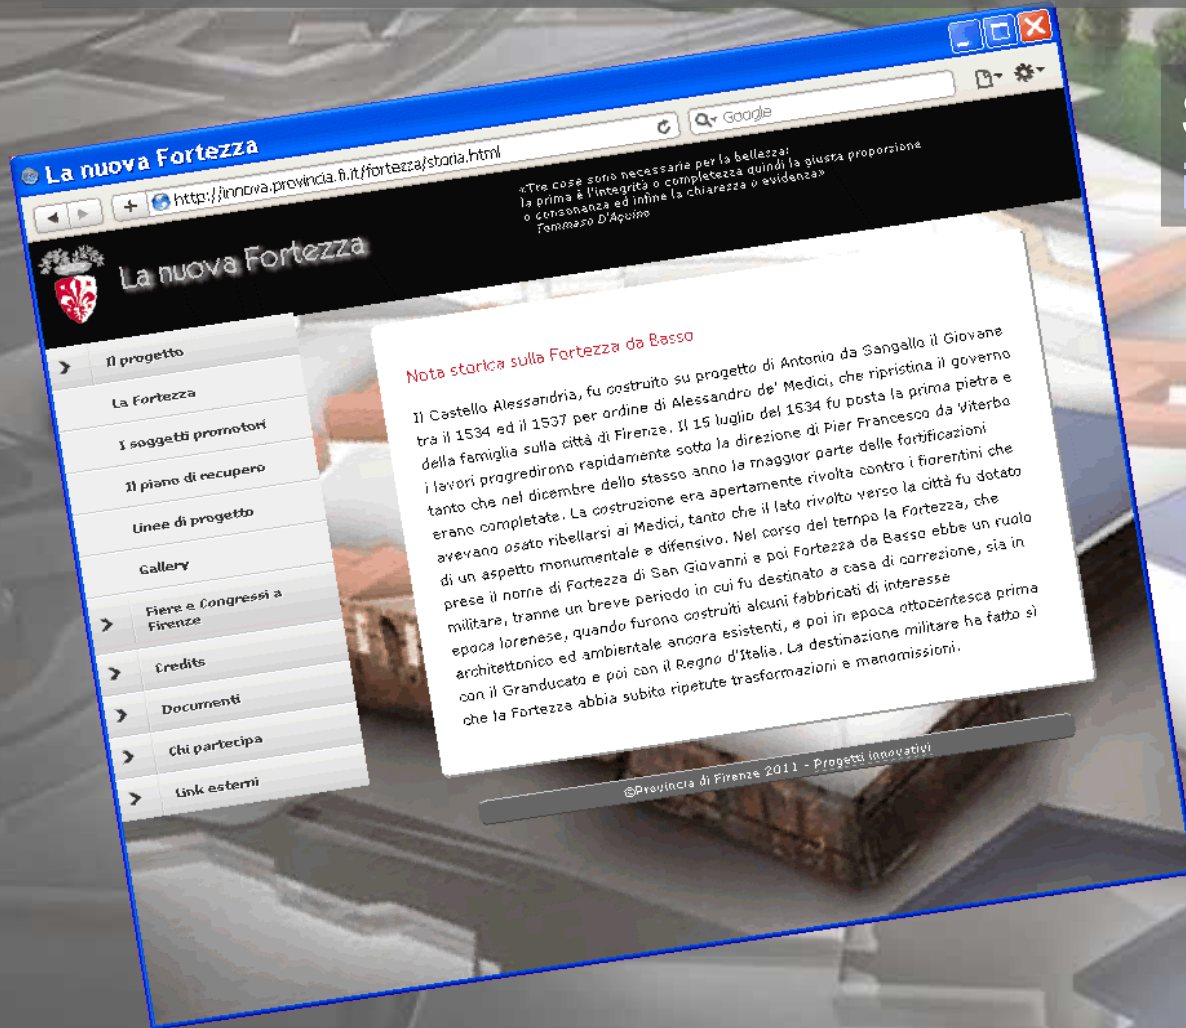 La nuova Fortezza
http://innova.provincia.fi.it/fortezza/storia.html
Google
La nuova Fortezza
«Tre cose sono necessarie per la bellezza:
la prima è l'integrità o completezza quindi la giusta proporzione
o consonanza ed infine la chiarezza o evidenza»
Tommaso D'Aquino
Il progetto
La Fortezza
I soggetti promotori
Il piano di recupero
Linee di progetto
Gallery
Fiere e Congressi a
Firenze
Credits
Documenti
Chi partecipa
Link esterni
Nota storica sulla Fortezza da Basso
Il Castello Alessandria, fu costruito su progetto di Antonio da Sangallo il Giovane
tra il 1534 ed il 1537 per ordine di Alessandro de' Medici, che ripristina il governo
della famiglia sulla città di Firenze. Il 15 luglio del 1534 fu posta la prima pietra e
i lavori progredirono rapidamente sotto la direzione di Pier Francesco da Viterbo
tanto che nel dicembre dello stesso anno la maggior parte delle fortificazioni
erano completate. La costruzione era apertamente rivolta contro i fiorentini che
avevano osato ribellarsi ai Medici, tanto che il lato rivolto verso la città fu dotato
di un aspetto monumentale e difensivo. Nel corso del tempo la Fortezza, che
prese il nome di Fortezza di San Giovanni e poi Fortezza da Basso ebbe un ruolo
militare, tranne un breve periodo in cui fu destinato a casa di correzione, sia in
epoca lorenese, quando furono costruiti alcuni fabbricati di interesse
architettonico ed ambientale ancora esistenti, e poi in epoca ottocentesca prima
con il Granducato e poi con il Regno d'Italia. La destinazione militare ha fatto sì
che la Fortezza abbia subito ripetute trasformazioni e manomissioni.
©Provincia di Firenze 2011 - Progetti innovativi